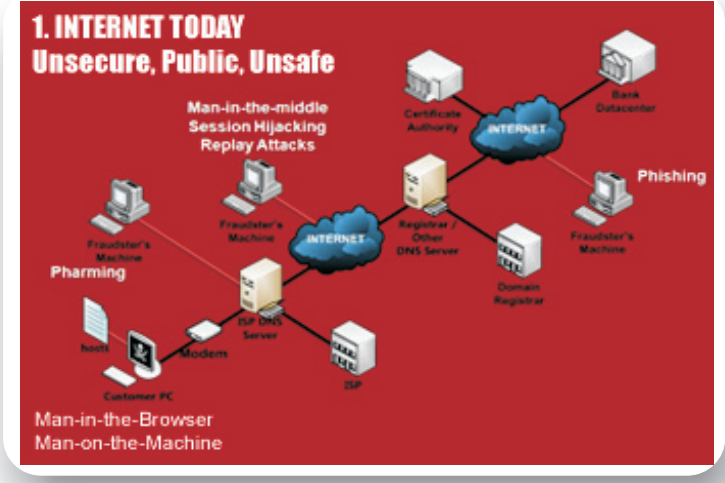 1. INTERNET TODAY
Unsecure, Public, Unsafe
Man-in-the-middle
Session Hijacking
Replay Attacks
Certificate
Authority
INTERNET
Bank
Datacenter
Phishing
Fraudster's
Machine
Fraudster's
Machine
INTERNET
Registrar /
Other
DNS Server
Fraudster's
Machine
Pharming
Domain
Registrar
hosts
Modem
ISP DNS
Server
ISP
Customer PC
Man-in-the-Browser
Man-on-the-Machine